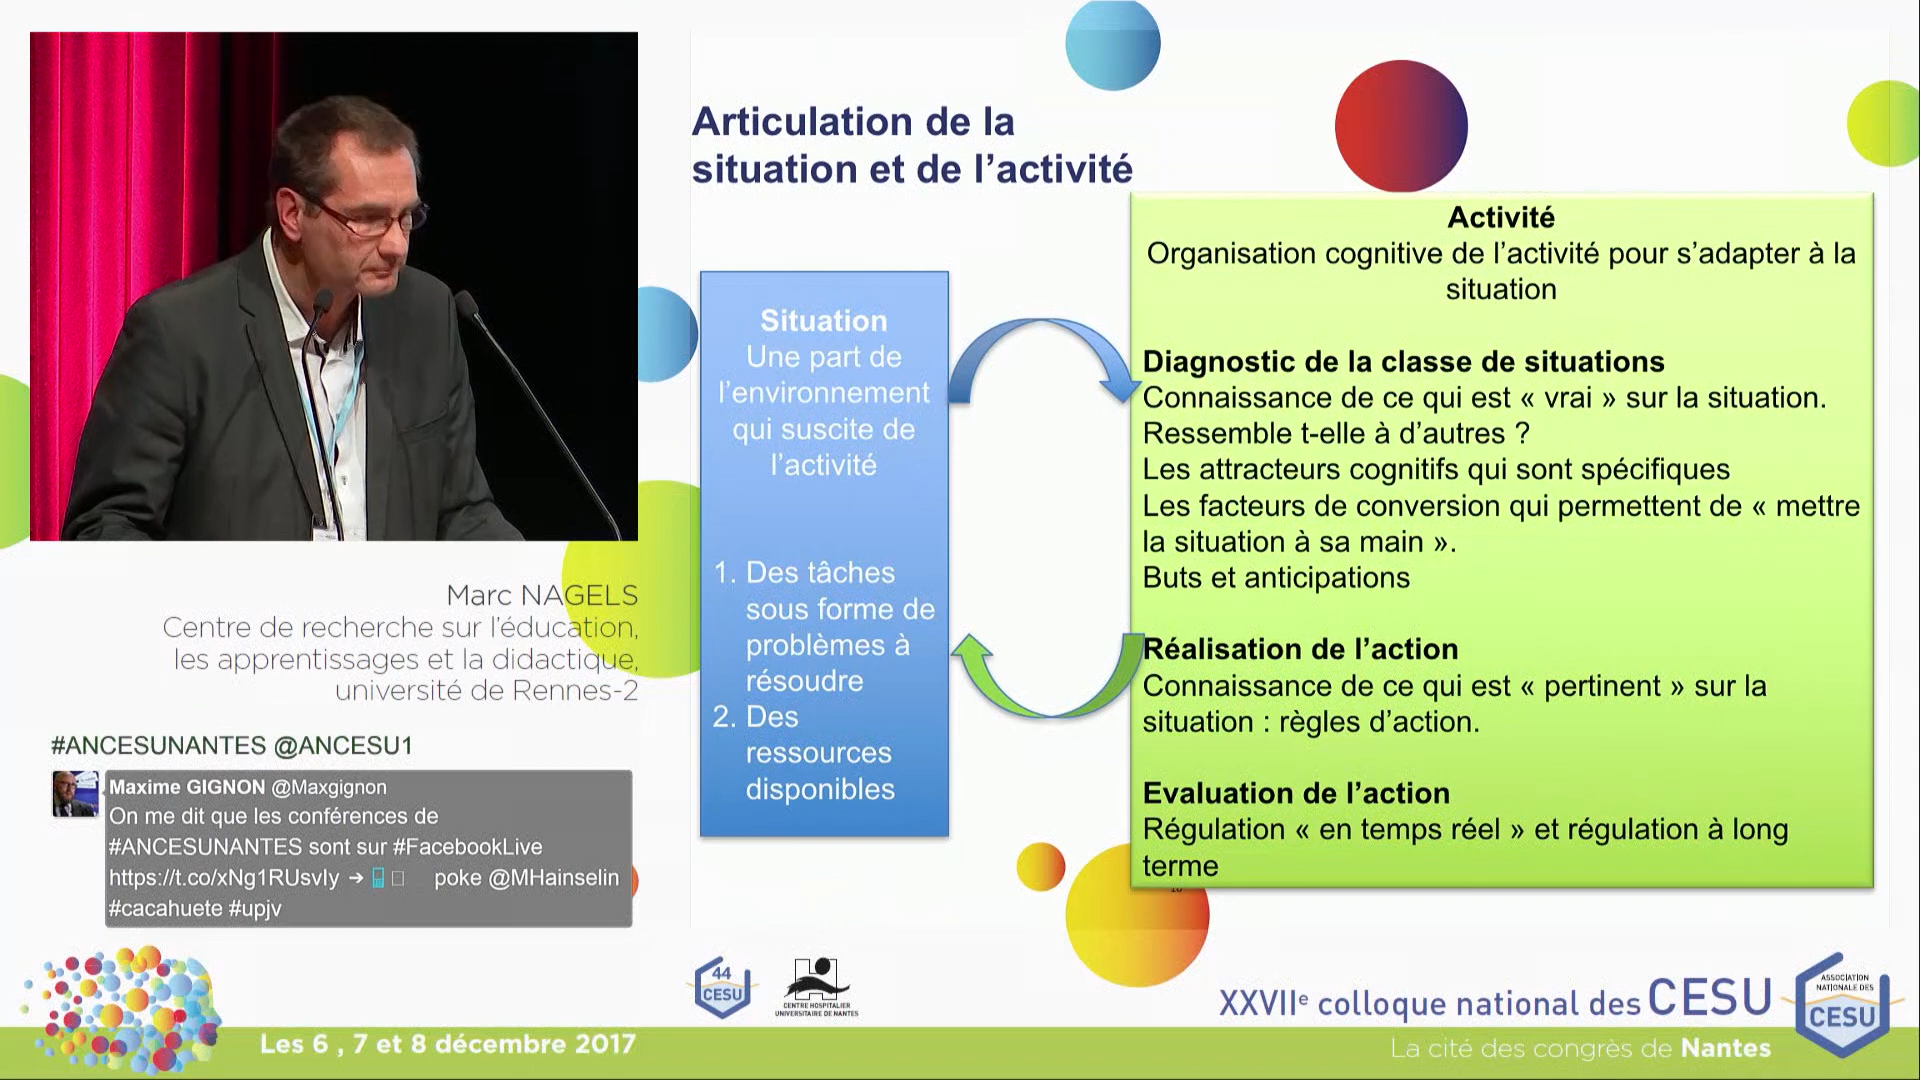 Articulation de la
situation et de l’activité
Situation
Une part de
l’environnement
qui suscite de
l’activité
1. Des tâches
sous forme de
problèmes à
résoudre
2. Des
ressources
disponibles
Activité
Organisation cognitive de l’activité pour s’adapter à la
situation
Diagnostic de la classe de situations
Connaissance de ce qui est « vrai » sur la situation.
Ressemble t-elle à d’autres ?
Les attracteurs cognitifs qui sont spécifiques
Les facteurs de conversion qui permettent de « mettre
la situation à sa main ».
Buts et anticipations
Réalisation de l’action
Connaissance de ce qui est « pertinent » sur la
situation : règles d’action.
Evaluation de l’action
Régulation « en temps réel » et régulation à long
terme
Marc NAGELS
Centre de recherche sur l’éducation,
les apprentissages et la didactique,
université de Rennes-2
#ANCESUNANTES @ANCESU1
Maxime GIGNON @Maxgignon
On me dit que les conférences de
#ANCESUNANTES sont sur #FacebookLive
https://t.co/xNg1RUsvIy → poke @MHainselin
#cacahuete #upjv
Les 6 , 7 et 8 décembre 2017
44
CESU
CENTRE HOSPITALIER
UNIVERSITAIRE DE NANTES
XXVIIe colloque national des CESU
La cité des congrès de Nantes
ASSOCIATION
NATIONALE DES
CESU